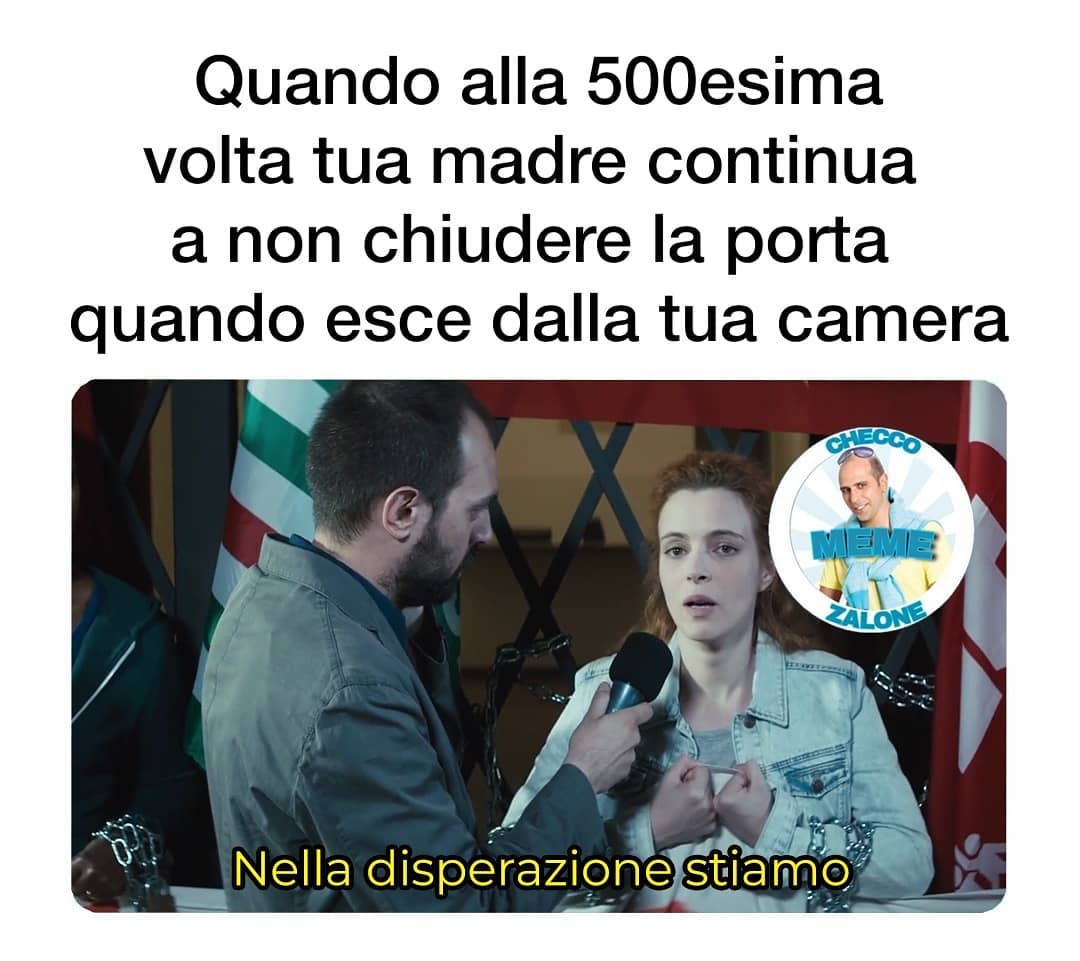 Quando alla 500esima
volta tua madre continua
a non chiudere la porta
quando esce dalla tua camera
CHECCO
MEME
ZALONE
Nella disperazione stiamo